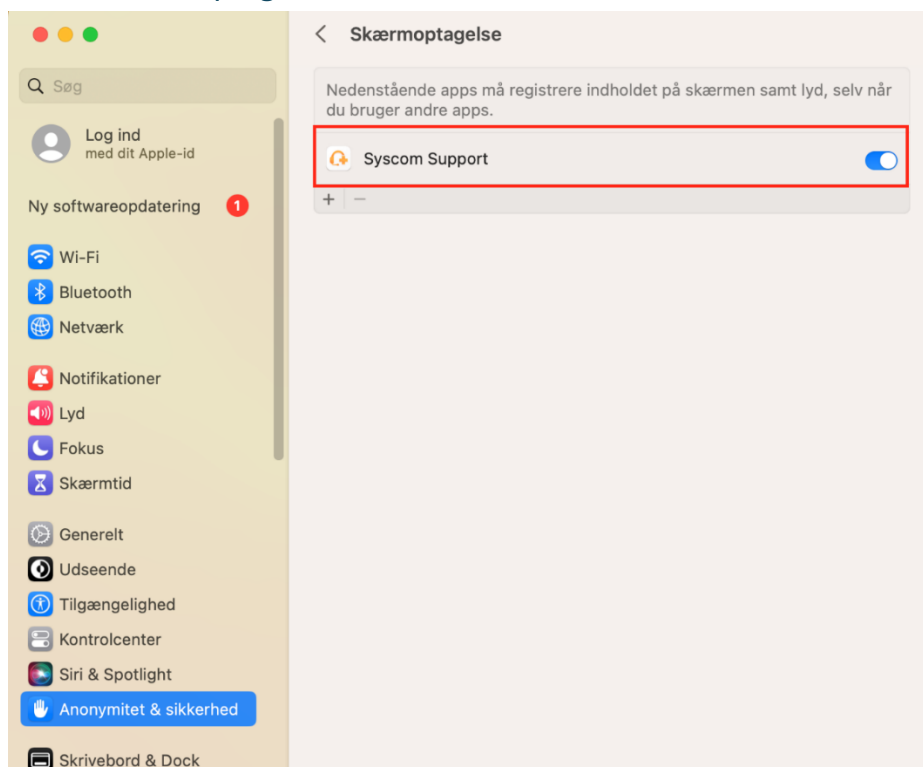 Skærmoptagelse
Søg
Nedenstående apps må registrere indholdet på skærmen samt lyd, selv når
du bruger andre apps.
Log ind
med dit Apple-id
Syscom Support
Ny softwareopdatering 1
Wi-Fi
Bluetooth
Netværk
Notifikationer
Lyd
Fokus
Skærmtid
Generelt
Udseende
Tilgængelighed
Kontrolcenter
Siri & Spotlight
Anonymitet & sikkerhed
Skrivebord & Dock